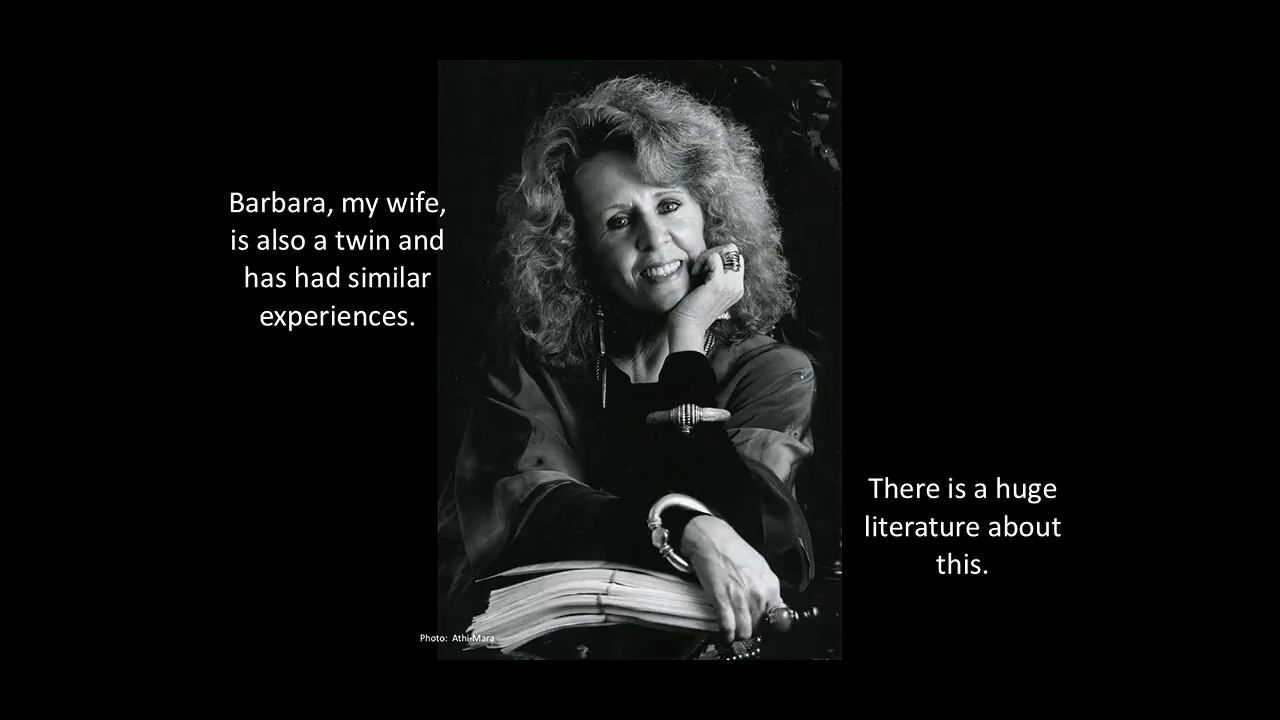 Barbara, my wife,
is also a twin and
has had similar
experiences.
There is a huge
literature about
this.
Photo: Athi-Mara